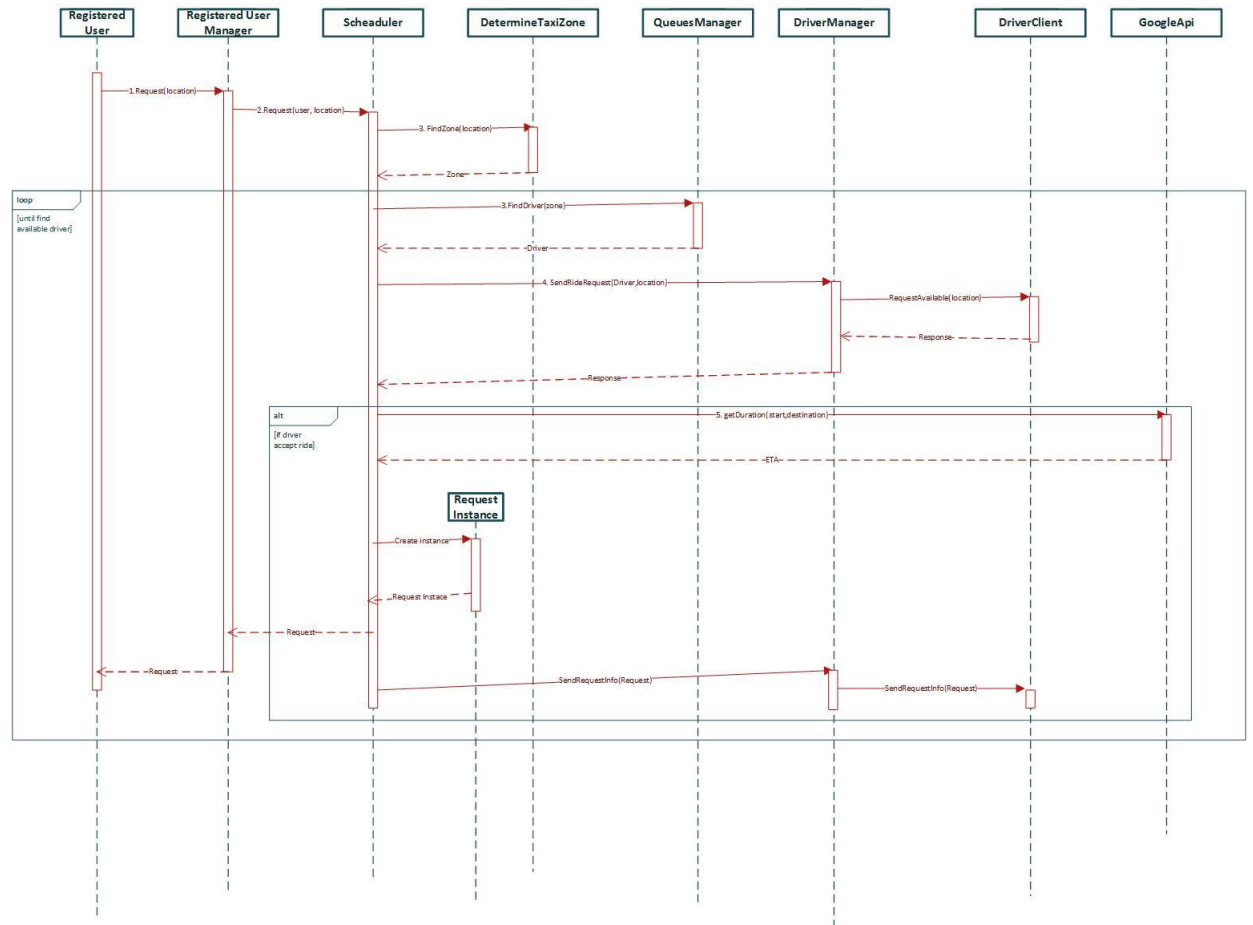 Registered
User
Registered User
Manager
Scheaduler
DetermineTaxiZone
QueuesManager
DriverManager
DriverClient
GoogleApi
1.Request(location)
2.Request(user, location)
3. FindZone(location)
Zone
loop
[until find
available driver]
3.FindDriver(zone)
Driver
4. SendRideRequest(Driver,location)
RequestAvailable(location)
Response
Response
alt
[if drver
accept ride]
5. getDuration(start,destination)
ETA
Request
Instance
Create instance
Request Instace
Request
Request
SendRequestInfo(Request)
SendRequestInfo(Request)